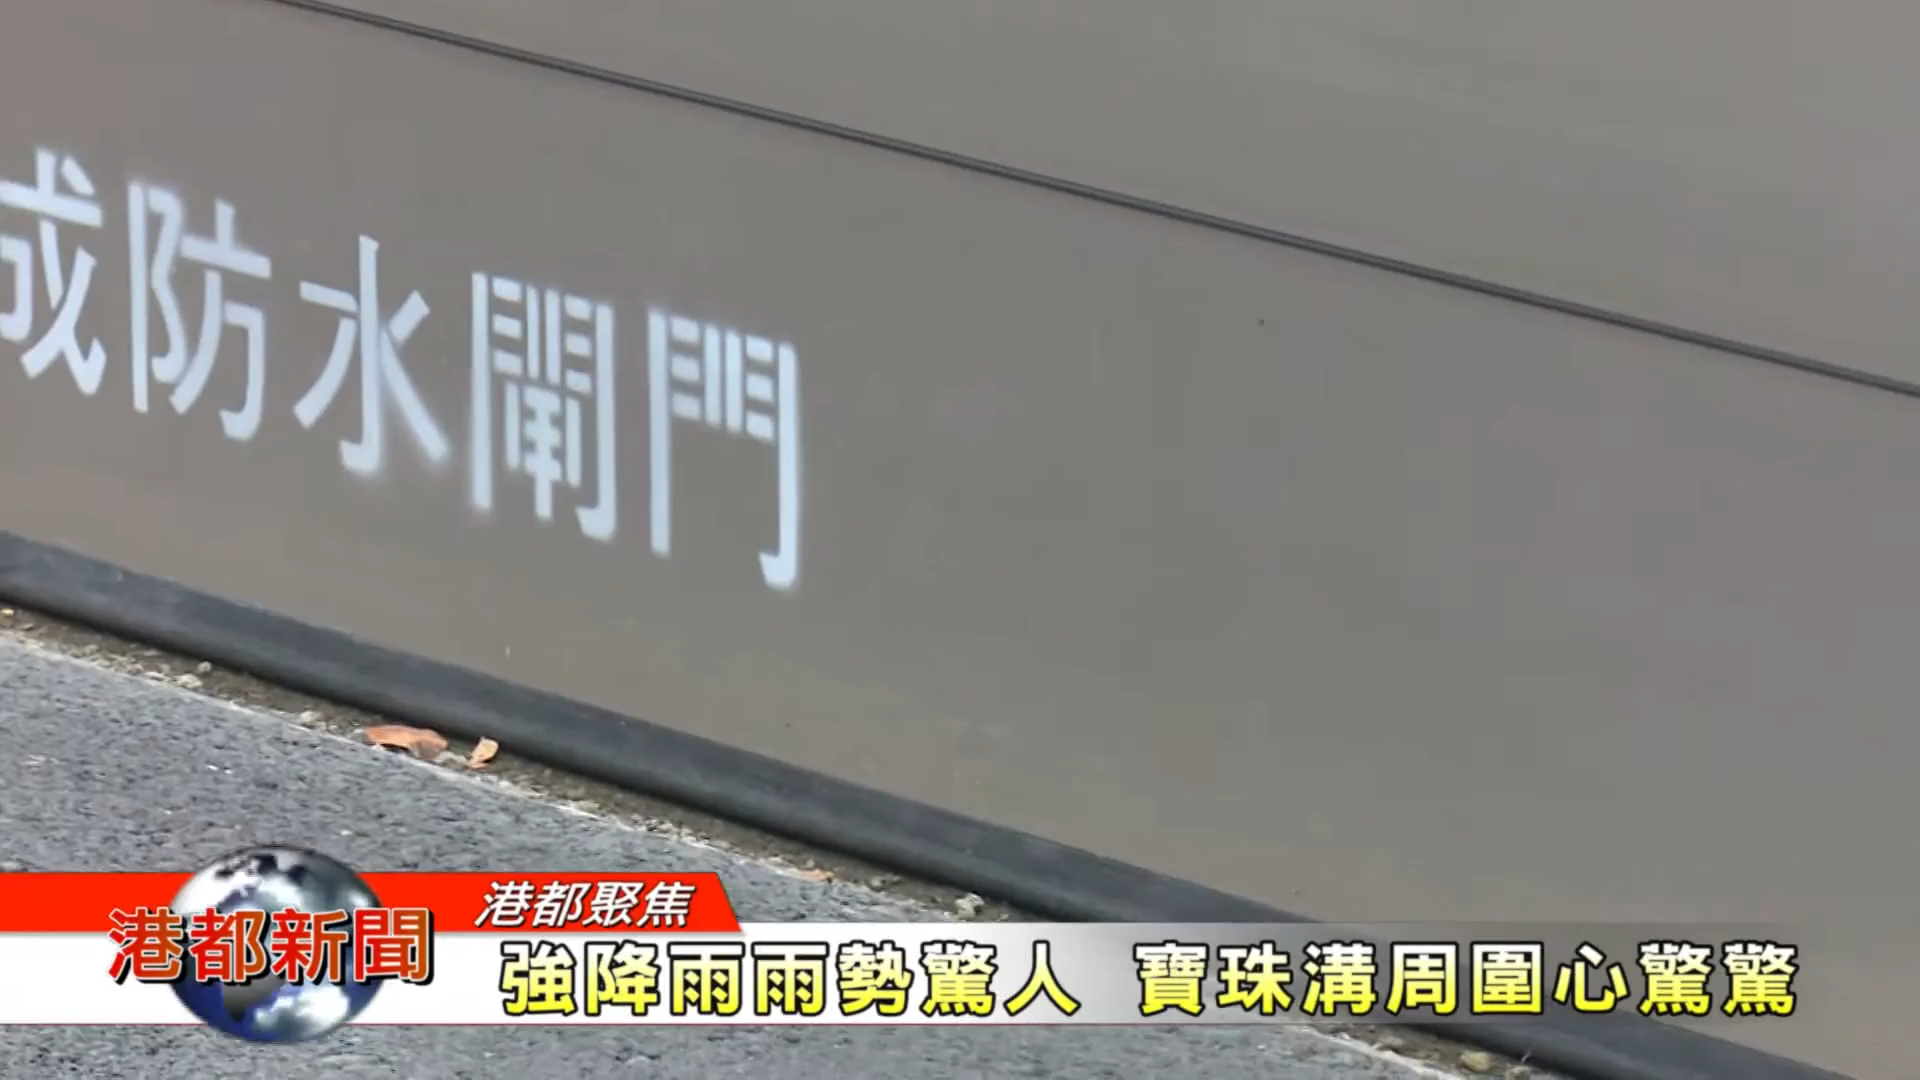 成防水閘門
港都聚焦
港都新聞
強降雨雨勢驚人 寶珠溝周圍心驚驚